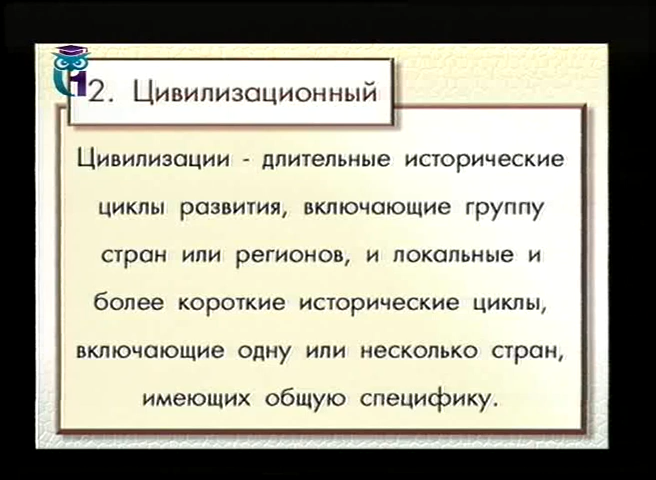 2. Цивилизационный
Цивилизации - длительные исторические
циклы развития, включающие группу
стран или регионов, и локальные и
более короткие исторические циклы,
включающие одну или несколько стран,
имеющих общую специфику.
1